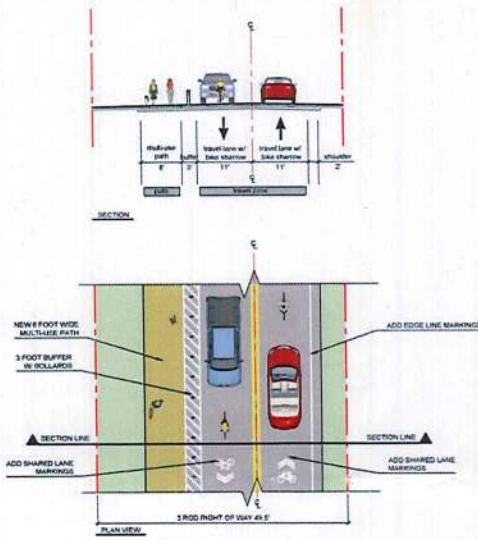 ℄
multi-use
path
8'
buffer
3'
travel lane w/
bike sharrow
11'
travel lane w/
bike sharrow
11'
shoulder
2'
path
travel zone
℄
SECTION
℄
NEW 8 FOOT WIDE
MULTI-USE PATH
3 FOOT BUFFER
W/ BOLLARDS
ADD EDGE LINE MARKINGS
SECTION LINE
SECTION LINE
ADD SHARED LANE
MARKINGS
ADD SHARED LANE
MARKINGS
3 ROD RIGHT OF WAY 49.5'
PLAN VIEW